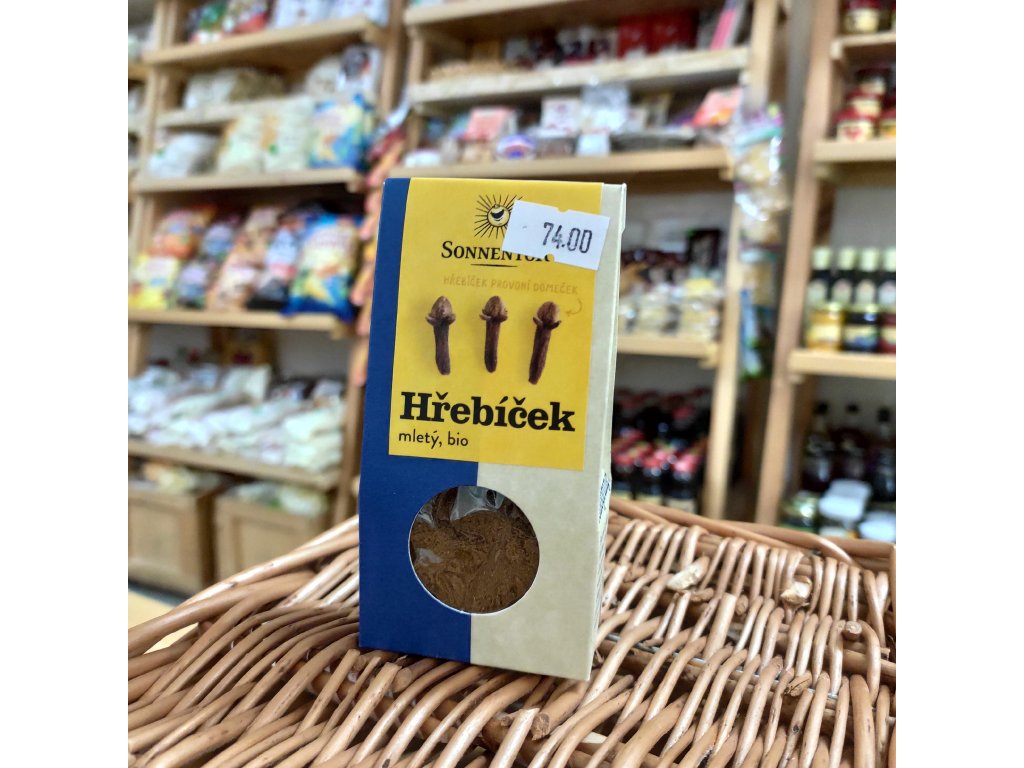 74.00
SONNENTOR
HŘEBÍČEK PROVONÍ DOMEČEK
Hřebíček
mletý, bio